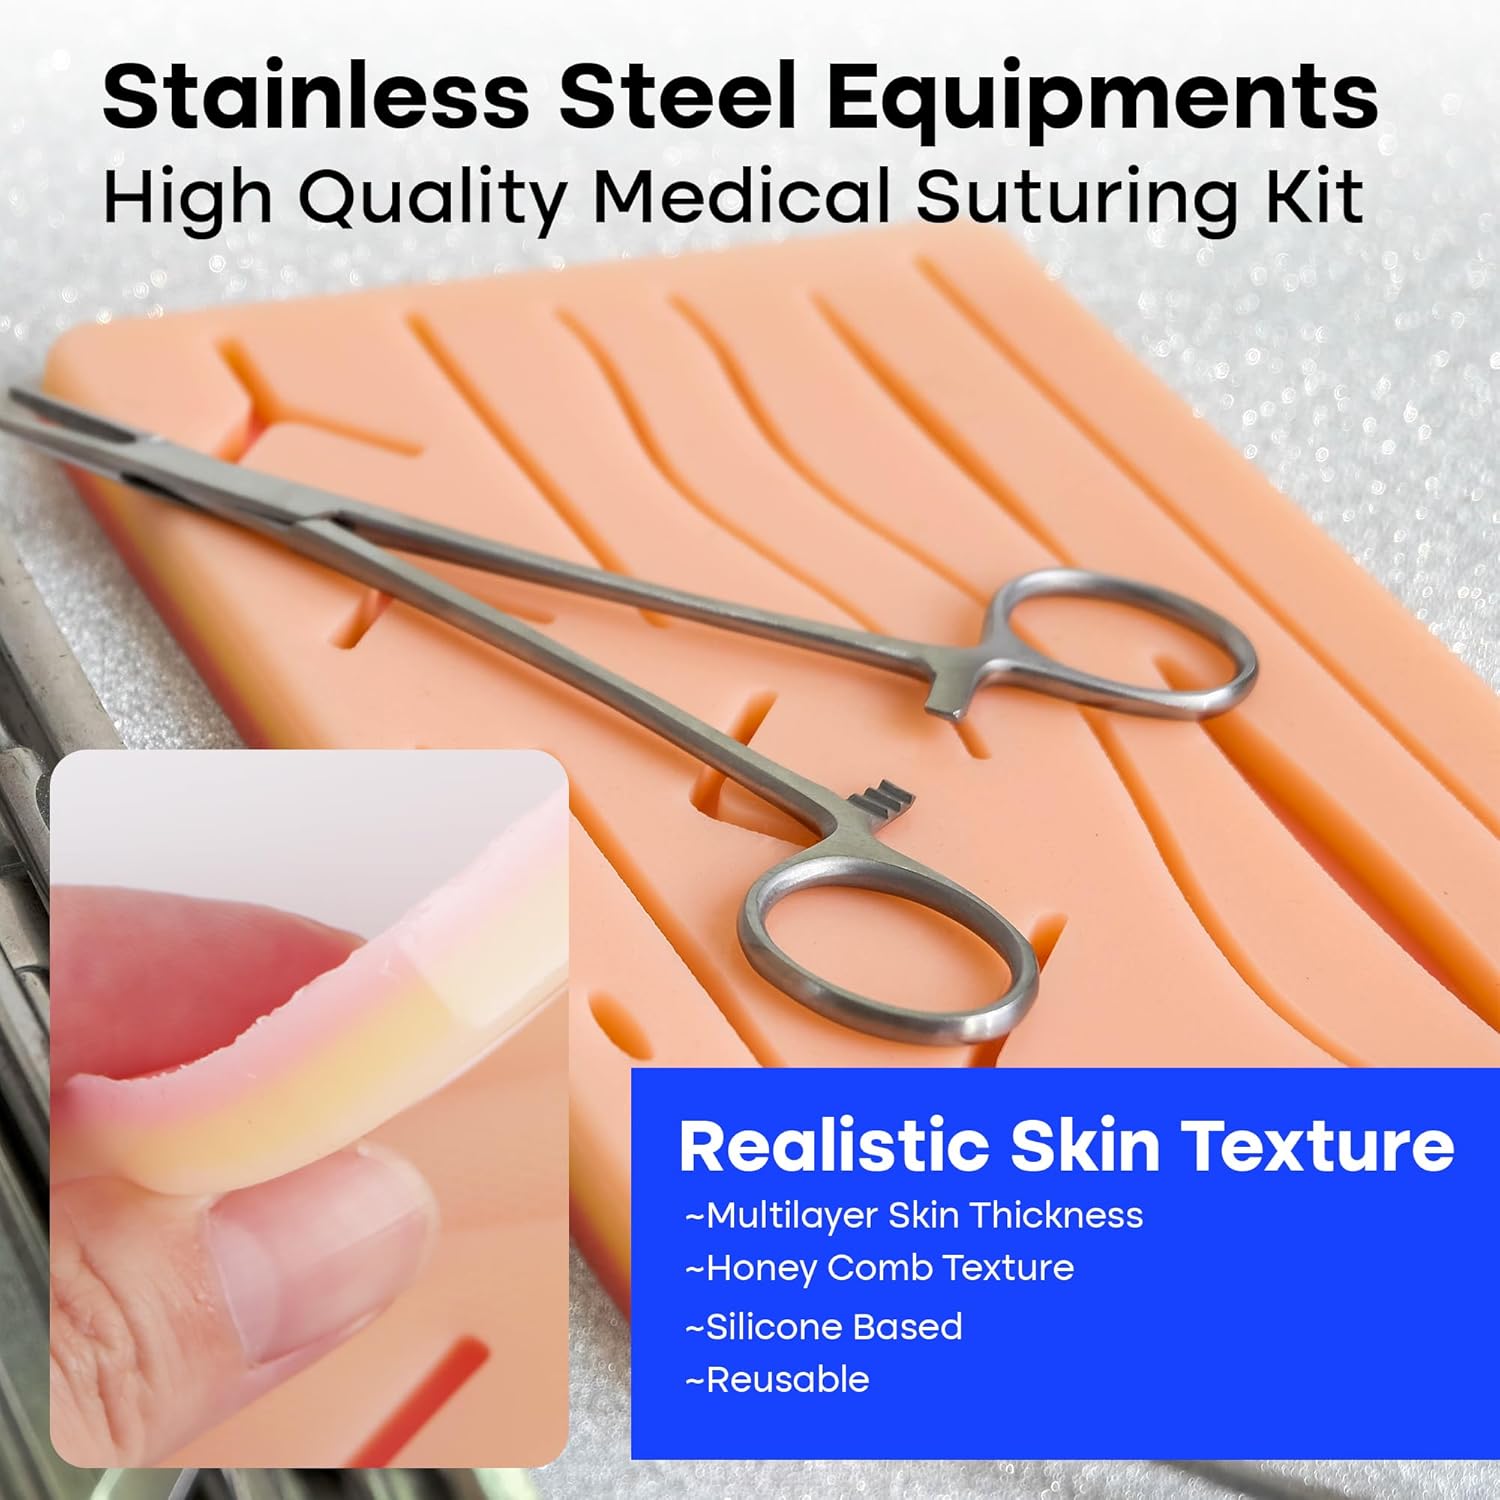 Stainless Steel Equipments
High Quality Medical Suturing Kit
Realistic Skin Texture
~Multilayer Skin Thickness
~Honey Comb Texture
~Silicone Based
~Reusable